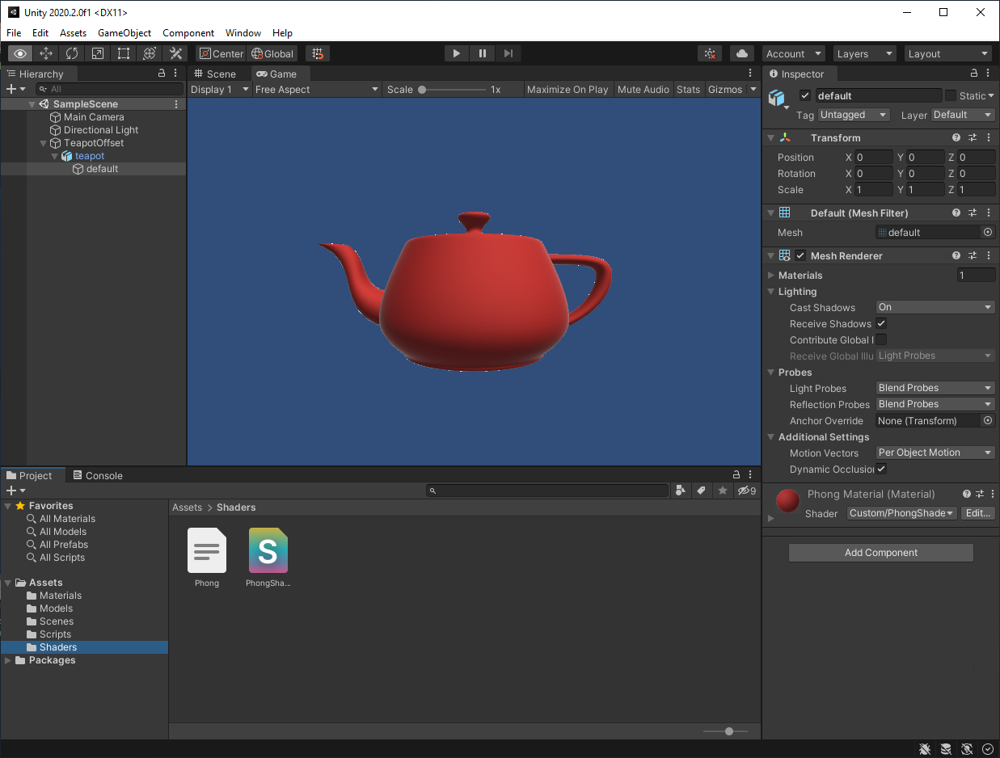 Unity 2020.2.0f1 <DX11>
File Edit Assets GameObject Component Window Help
Center Global Account Layers Layout
Hierarchy
All
SampleScene
Main Camera
Directional Light
TeapotOffset
teapot
default
Scene Game
Display 1 Free Aspect Scale 1x Maximize On Play Mute Audio Stats Gizmos
Inspector
default Static
Tag Untagged Layer Default
Transform
Position X 0 Y 0 Z 0
Rotation X 0 Y 0 Z 0
Scale X 1 Y 1 Z 1
Default (Mesh Filter)
Mesh default
Mesh Renderer
Materials 1
Lighting
Cast Shadows On
Receive Shadows
Contribute Global I
Receive Global Illu Light Probes
Probes
Light Probes Blend Probes
Reflection Probes Blend Probes
Anchor Override None (Transform)
Additional Settings
Motion Vectors Per Object Motion
Dynamic Occlusion
Phong Material (Material)
Shader Custom/PhongShade Edit...
Add Component
Project Console
9
Favorites
All Materials
All Models
All Prefabs
All Scripts
Assets
Materials
Models
Scenes
Scripts
Shaders
Packages
Assets > Shaders
S
Phong PhongSha...